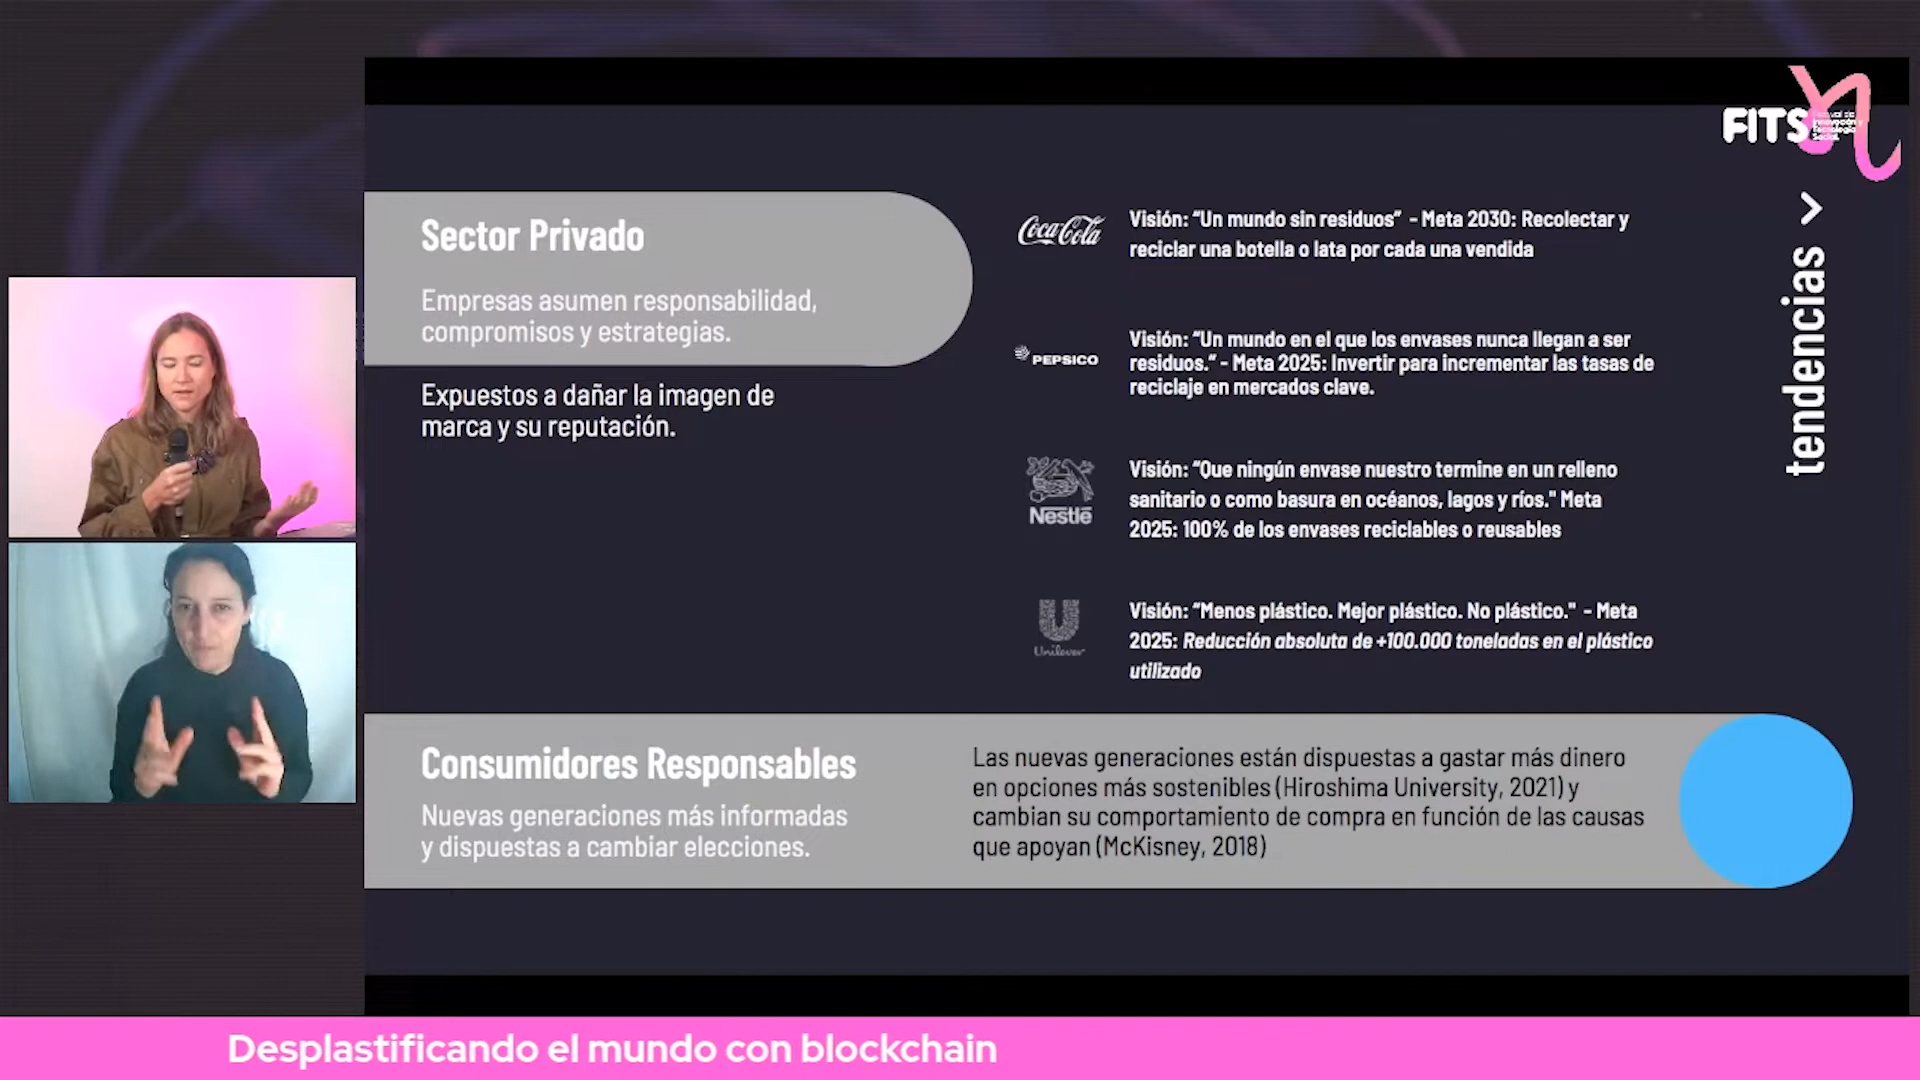 FITS
Sector Privado
Empresas asumen responsabilidad,
compromisos y estrategias.
Expuestos a dañar la imagen de
marca y su reputación.
Coca-Cola
Visión: “Un mundo sin residuos” - Meta 2030: Recolectar y
reciclar una botella o lata por cada una vendida
PEPSICO
Visión: “Un mundo en el que los envases nunca llegan a ser
residuos.“ - Meta 2025: Invertir para incrementar las tasas de
reciclaje en mercados clave.
Nestlé
Visión: “Que ningún envase nuestro termine en un relleno
sanitario o como basura en océanos, lagos y ríos." Meta
2025: 100% de los envases reciclables o reusables
Unilever
Visión: “Menos plástico. Mejor plástico. No plástico." - Meta
2025: Reducción absoluta de +100.000 toneladas en el plástico
utilizado
tendencias >
Consumidores Responsables
Nuevas generaciones más informadas
y dispuestas a cambiar elecciones.
Las nuevas generaciones están dispuestas a gastar más dinero
en opciones más sostenibles (Hiroshima University, 2021) y
cambian su comportamiento de compra en función de las causas
que apoyan (McKisney, 2018)
Desplastificando el mundo con blockchain